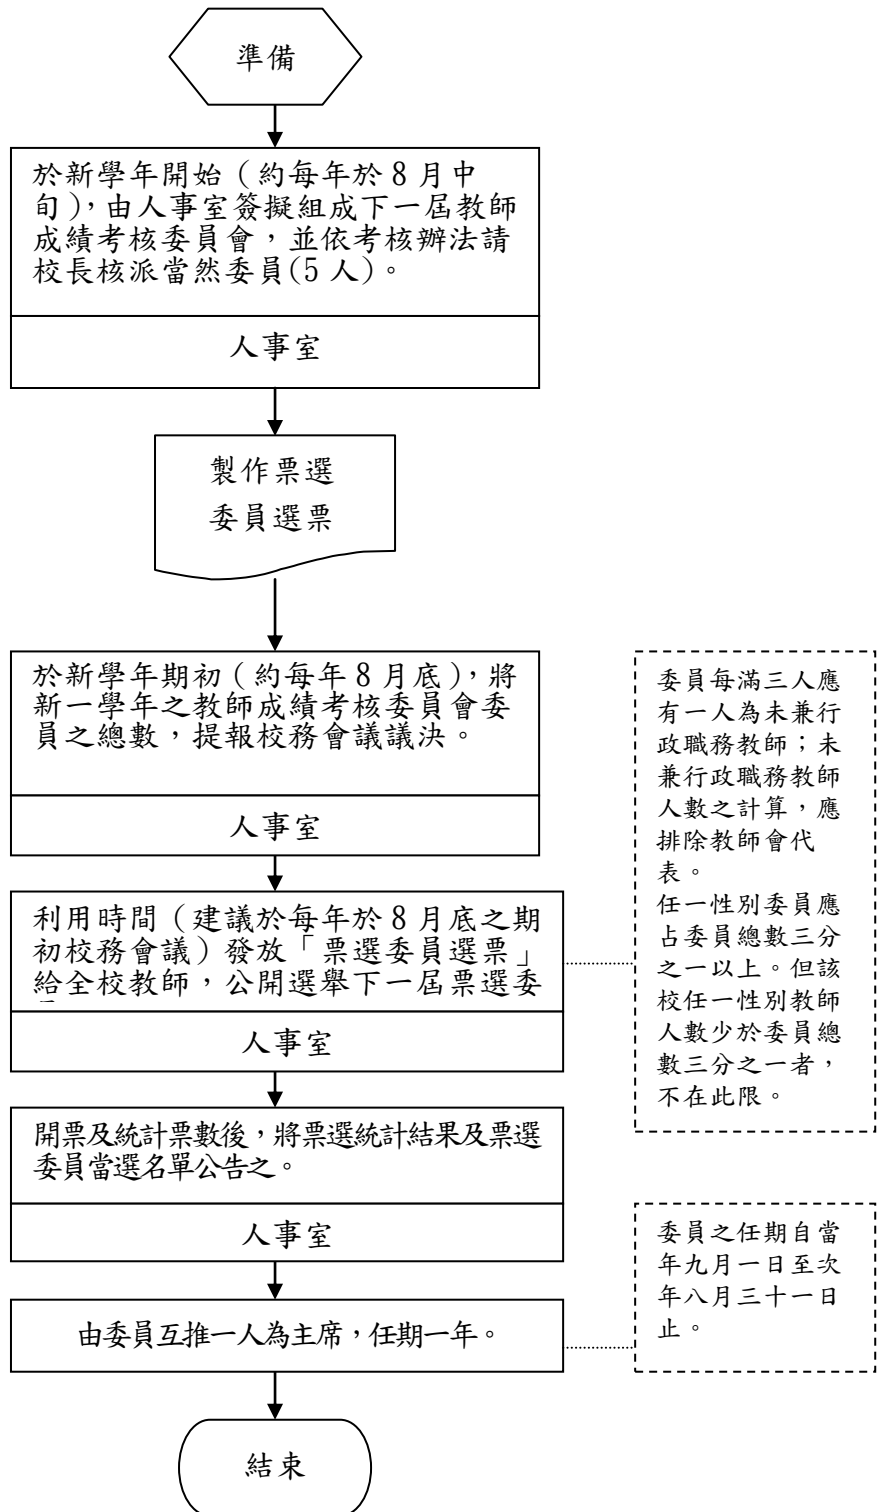 準備
於新學年開始（約每年於8月中
旬），由人事室簽擬組成下一屆教師
成績考核委員會，並依考核辦法請
校長核派當然委員(5人)。
人事室
製作票選
委員選票
於新學年期初（約每年8月底），將
新一學年之教師成績考核委員會委
員之總數，提報校務會議議決。
人事室
利用時間（建議於每年於8月底之期
初校務會議）發放「票選委員選票」
給全校教師，公開選舉下一屆票選委
人事室
委員每滿三人應
有一人為未兼行
政職務教師；未
兼行政職務教師
人數之計算，應
排除教師會代
表。
任一性別委員應
占委員總數三分
之一以上。但該
校任一性別教師
人數少於委員總
數三分之一者，
不在此限。
開票及統計票數後，將票選統計結果及票選
委員當選名單公告之。
人事室
由委員互推一人為主席，任期一年。
委員之任期自當
年九月一日至次
年八月三十一日
止。
結束